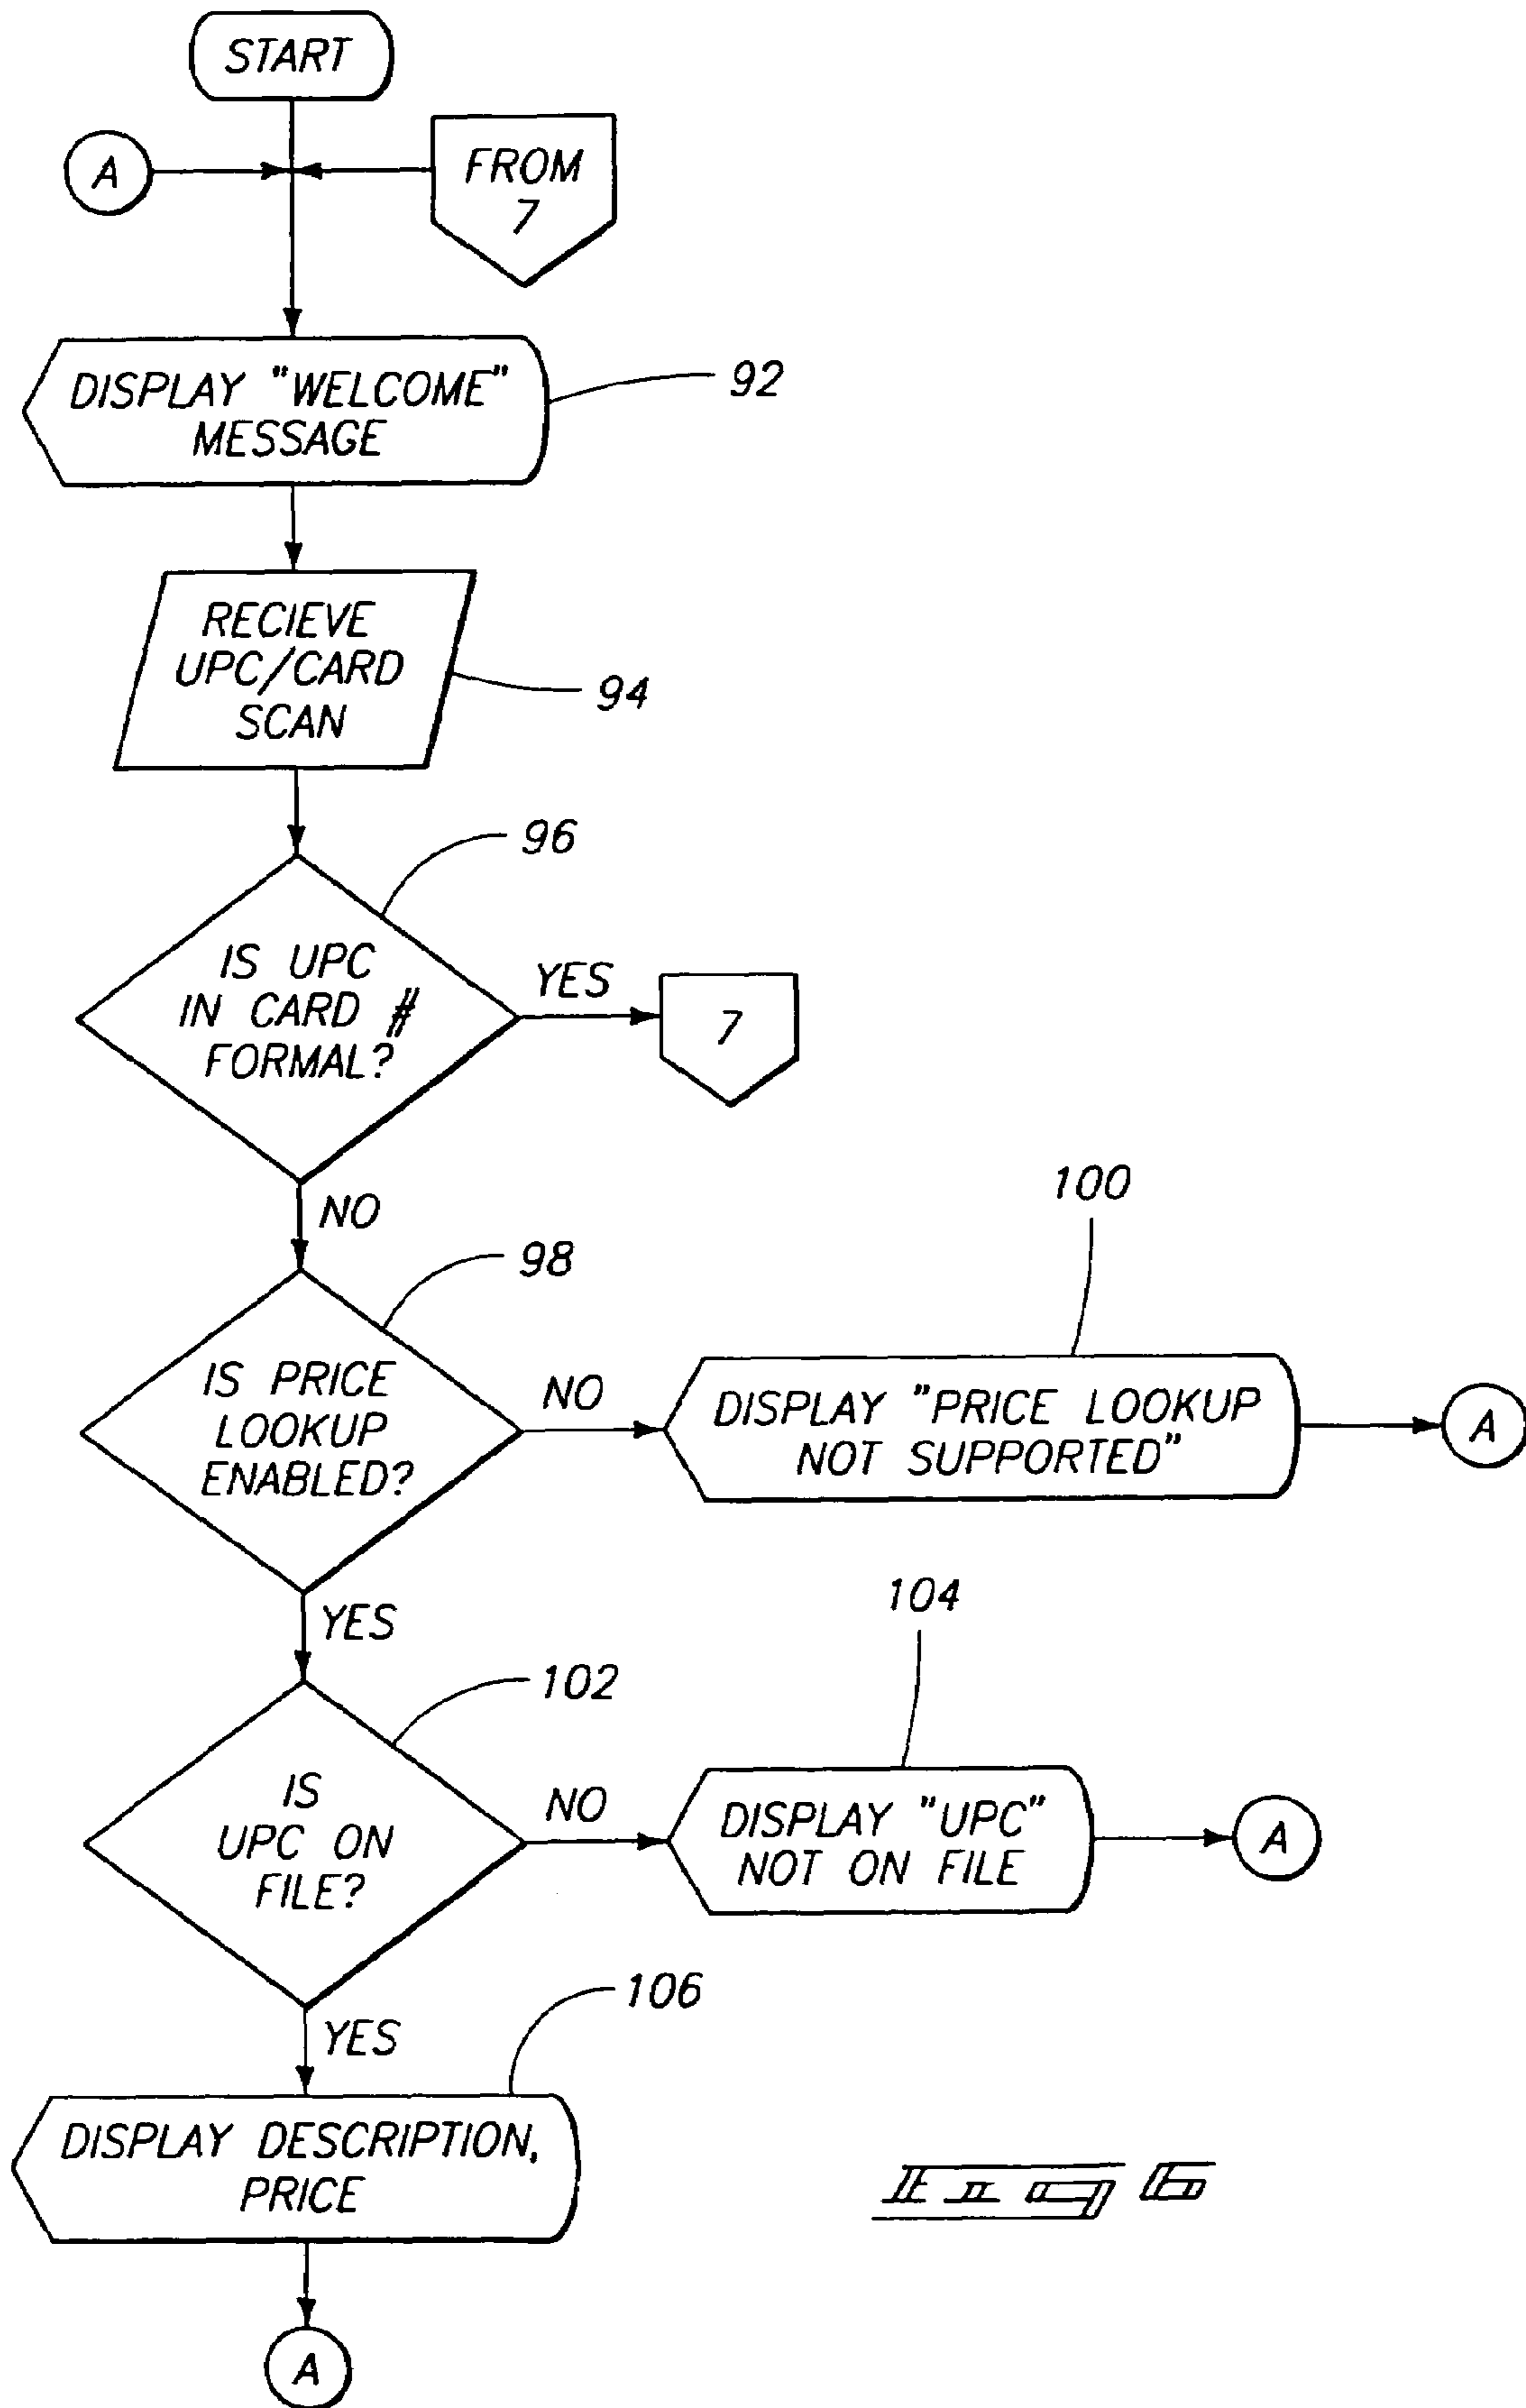 START
A
FROM
7
DISPLAY "WELCOME"
MESSAGE
92
RECIEVE
UPC/CARD
SCAN
94
96
IS UPC
IN CARD #
FORMAL?
YES
7
NO
98
100
IS PRICE
LOOKUP
ENABLED?
NO
DISPLAY "PRICE LOOKUP
NOT SUPPORTED"
A
YES
102
104
IS
UPC ON
FILE?
NO
DISPLAY "UPC"
NOT ON FILE
A
YES
106
DISPLAY DESCRIPTION,
PRICE
A
Fig 6